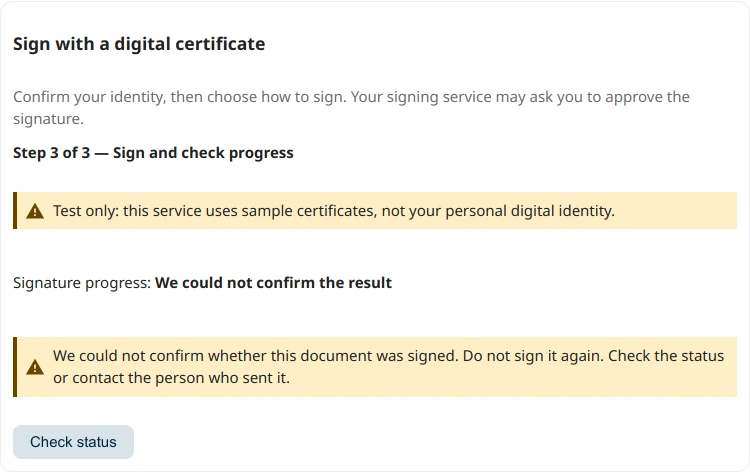 Sign with a digital certificate
Confirm your identity, then choose how to sign. Your signing service may ask you to approve the
signature.
Step 3 of 3 — Sign and check progress
Test only: this service uses sample certificates, not your personal digital identity.
Signature progress: We could not confirm the result
We could not confirm whether this document was signed. Do not sign it again. Check the status
or contact the person who sent it.
Check status